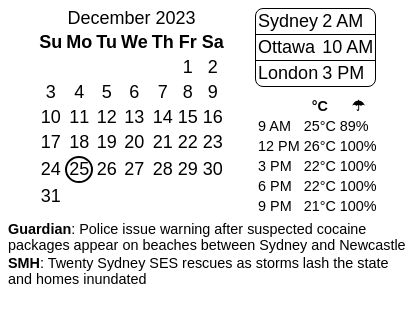 December 2023
Su Mo Tu We Th Fr Sa
1 2
3 4 5 6 7 8 9
10 11 12 13 14 15 16
17 18 19 20 21 22 23
24 25 26 27 28 29 30
31
Sydney 2 AM
Ottawa 10 AM
London 3 PM
°C ☂
9 AM 25°C 89%
12 PM 26°C 100%
3 PM 22°C 100%
6 PM 22°C 100%
9 PM 21°C 100%
Guardian: Police issue warning after suspected cocaine
packages appear on beaches between Sydney and Newcastle
SMH: Twenty Sydney SES rescues as storms lash the state
and homes inundated